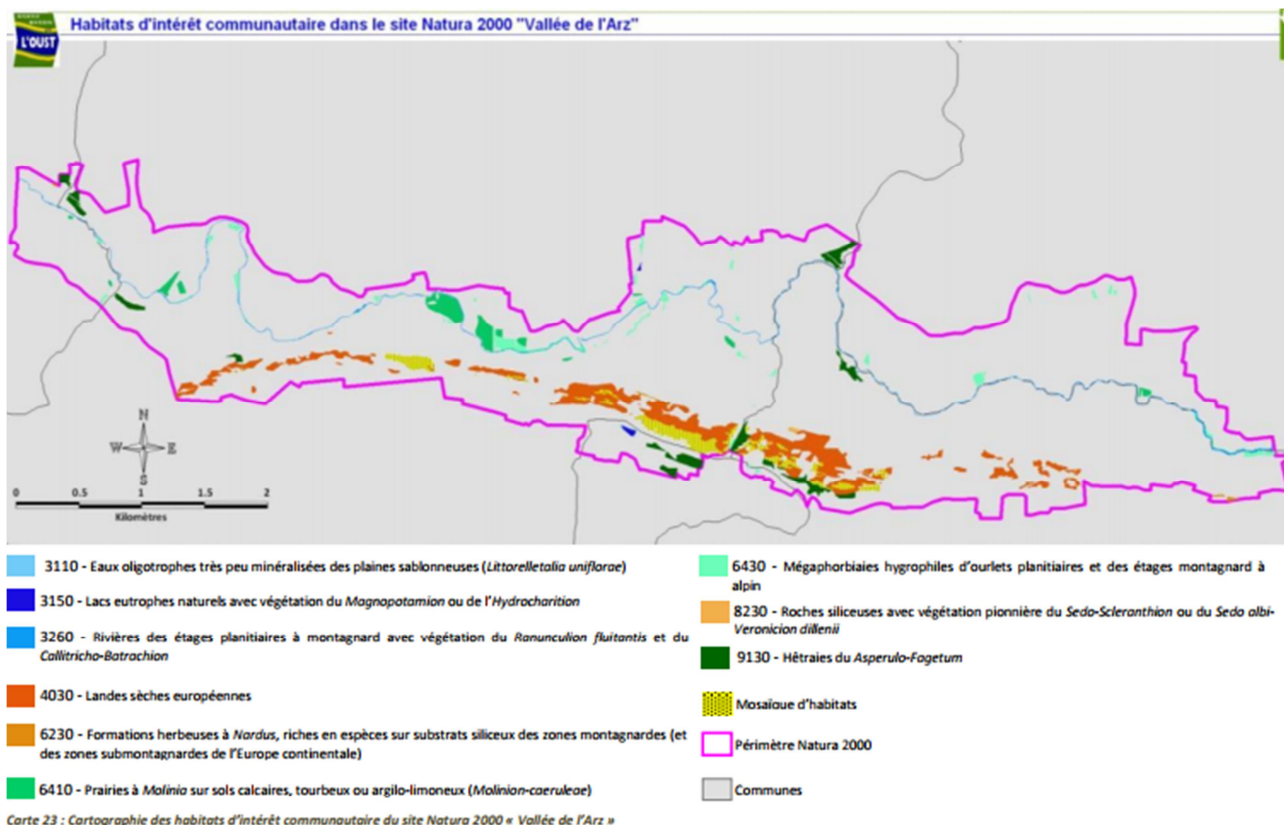 L'OUST
Habitats d'intérêt communautaire dans le site Natura 2000 "Vallée de l'Arz"
N
W E
S
0 0.5 1 1.5 2
Kilomètres
3110 - Eaux oligotrophes très peu minéralisées des plaines sablonneuses (Littorelletalia uniflorae)
3150 - Lacs eutrophes naturels avec végétation du Magnopotamion ou de l'Hydrocharition
3260 - Rivières des étages planitiaires à montagnard avec végétation du Ranunculion fluitantis et du
Callitricho-Batrachion
4030 - Landes sèches européennes
6230 - Formations herbeuses à Nardus, riches en espèces sur substrats siliceux des zones montagnardes (et
des zones submontagnardes de l'Europe continentale)
6410 - Prairies à Molinia sur sols calcaires, tourbeux ou argilo-limoneux (Molinion-caeruleae)
6430 - Mégaphorbiaies hygrophiles d'ourlets planitiaires et des étages montagnard à
alpin
8230 - Roches siliceuses avec végétation pionnière du Sedo-Scleranthion ou du Sedo albi-
Veronicion dillenii
9130 - Hêtraies du Asperulo-Fagetum
Mosaïque d'habitats
Périmètre Natura 2000
Communes
Carte 23 : Cartographie des habitats d'intérêt communautaire du site Natura 2000 « Vallée de l'Arz »